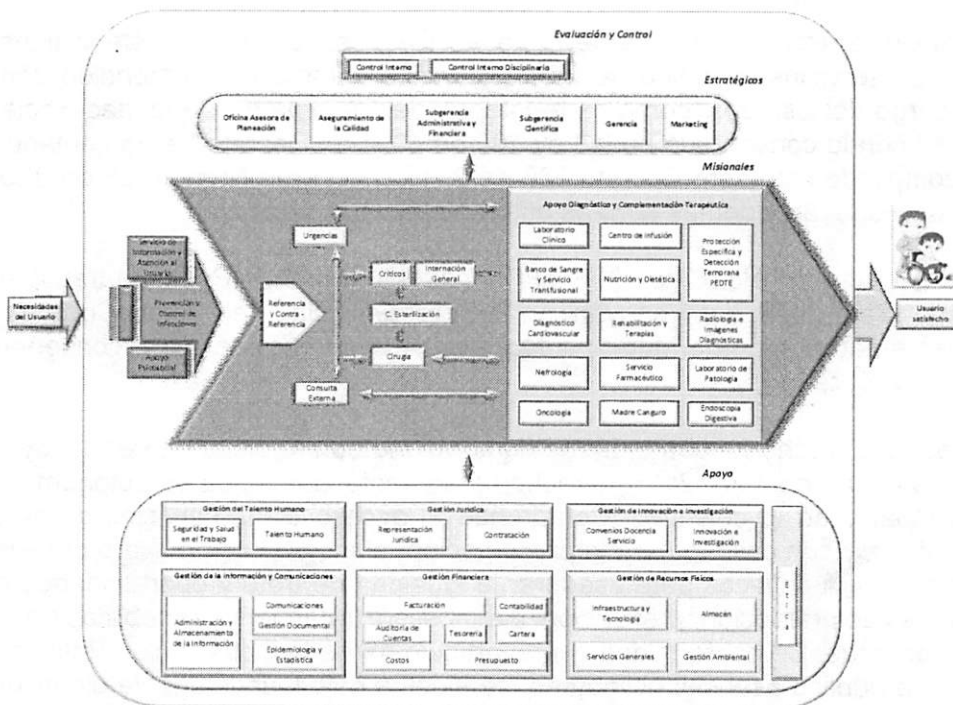 Evaluación y Control
Control Interno
Control Interno Disciplinario
Estratégicos
Oficina Asesora de
Planeación
Aseguramiento de
la Calidad
Subgerencia
Administrativa y
Financiera
Subgerencia
Científica
Gerencia
Marketing
Misionales
Necesidades
del Usuario
Servicio de
Información y
Atención al
Usuario
Prevención y
Control de
Infecciones
Apoyo
Psicosocial
Referencia
y Contra -
Referencia
Urgencias
Críticos
Internación
General
C. Esterilización
Cirugía
Consulta
Externa
Apoyo Diagnóstico y Complementación Terapéutica
Laboratorio
Clínico
Centro de Infusión
Protección
Específica y
Detección
Temprana
PEDTE
Banco de Sangre
y Servicio
Transfusional
Nutrición y Dietética
Diagnóstico
Cardiovascular
Rehabilitación y
Terapias
Radiología e
Imágenes
Diagnósticas
Nefrología
Servicio
Farmacéutico
Laboratorio de
Patología
Oncología
Madre Canguro
Endoscopia
Digestiva
Usuario
satisfecho
Apoyo
Gestión del Talento Humano
Seguridad y Salud
en el Trabajo
Talento Humano
Gestión Jurídica
Representación
Jurídica
Contratación
Gestión de Innovación e Investigación
Convenios Docencia
Servicio
Innovación e
Investigación
Gestión de la Información y Comunicaciones
Administración y
Almacenamiento
de la Información
Comunicaciones
Gestión Documental
Epidemiología y
Estadística
Gestión Financiera
Facturación
Contabilidad
Auditoría de
Cuentas
Tesorería
Cartera
Costos
Presupuesto
Gestión de Recursos Físicos
Infraestructura y
Tecnología
Almacén
Servicios Generales
Gestión Ambiental